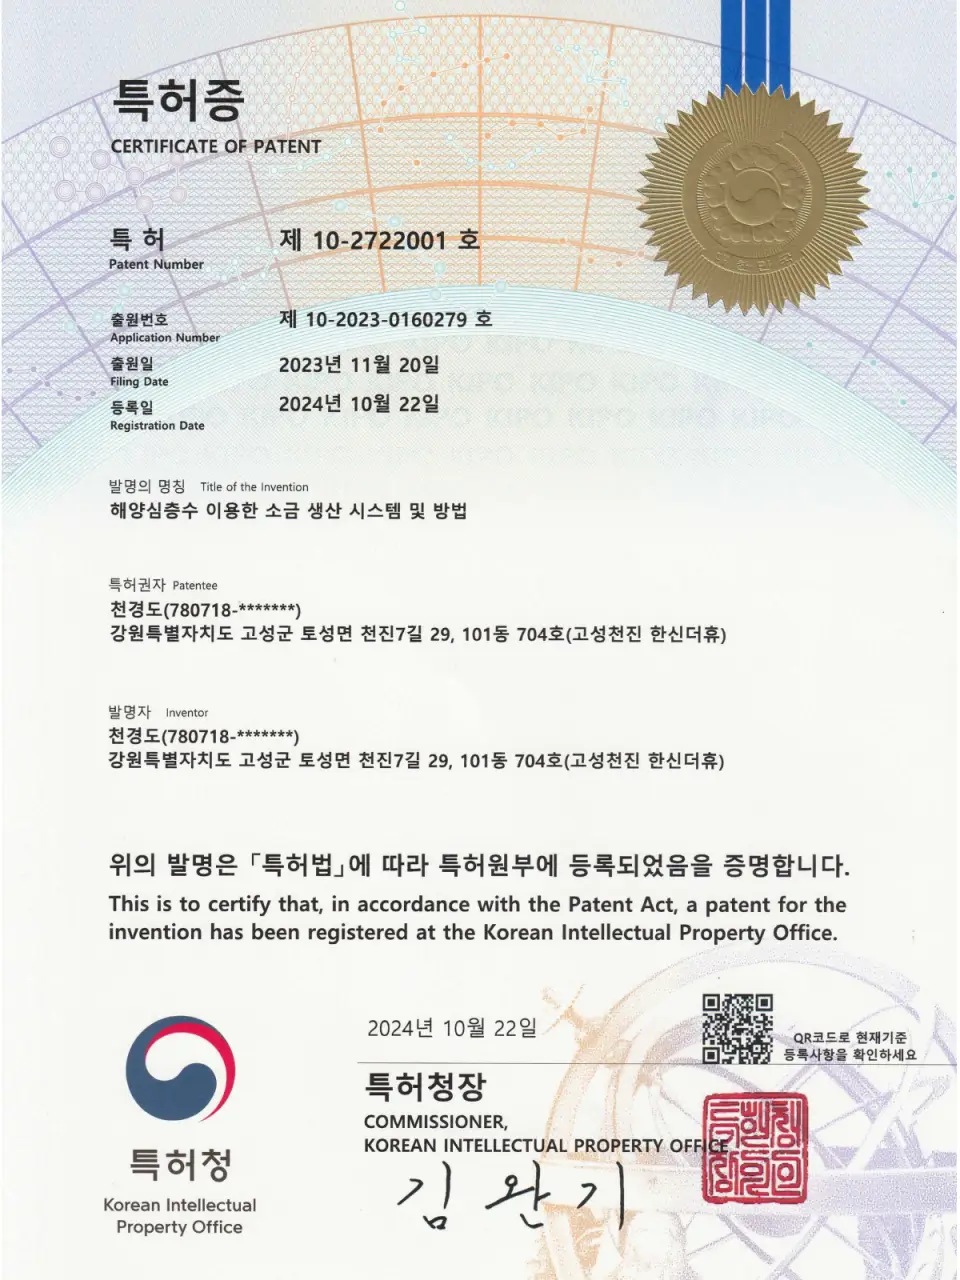 특허증
CERTIFICATE OF PATENT
특 허 제 10-2722001 호
Patent Number
출원번호 제 10-2023-0160279 호
Application Number
출원일 2023년 11월 20일
Filing Date
등록일 2024년 10월 22일
Registration Date
발명의 명칭 Title of the Invention
해양심층수 이용한 소금 생산 시스템 및 방법
특허권자 Patentee
천경도(780718-*******)
강원특별자치도 고성군 토성면 천진7길 29, 101동 704호(고성천진 한신더휴)
발명자 Inventor
천경도(780718-*******)
강원특별자치도 고성군 토성면 천진7길 29, 101동 704호(고성천진 한신더휴)
위의 발명은 「특허법」에 따라 특허원부에 등록되었음을 증명합니다.
This is to certify that, in accordance with the Patent Act, a patent for the
invention has been registered at the Korean Intellectual Property Office.
2024년 10월 22일
QR코드로 현재기준
등록사항을 확인하세요
특허청장
COMMISSIONER,
KOREAN INTELLECTUAL PROPERTY OFFICE
김 완 기
특허청
Korean Intellectual
Property Office